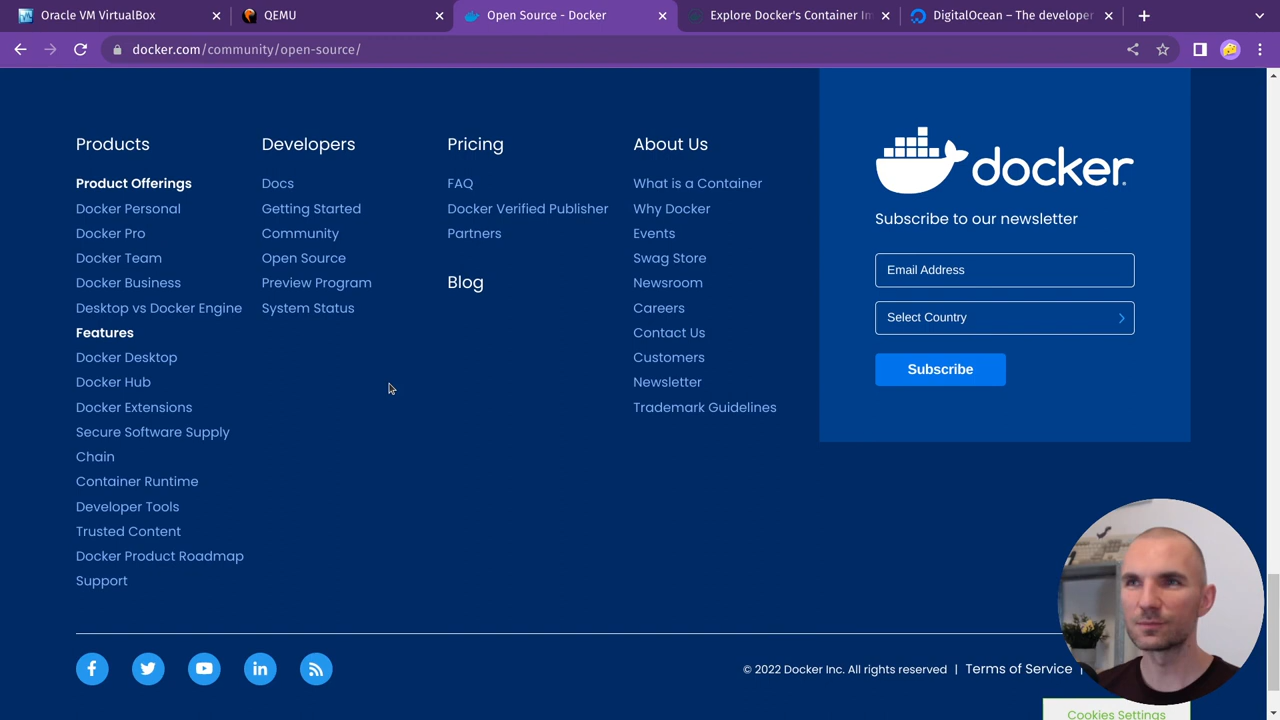 Oracle VM VirtualBox
QEMU
Open Source - Docker
Explore Docker's Container Im
DigitalOcean – The developer
docker.com/community/open-source/
Products
Product Offerings
Docker Personal
Docker Pro
Docker Team
Docker Business
Desktop vs Docker Engine
Features
Docker Desktop
Docker Hub
Docker Extensions
Secure Software Supply
Chain
Container Runtime
Developer Tools
Trusted Content
Docker Product Roadmap
Support
Developers
Docs
Getting Started
Community
Open Source
Preview Program
System Status
Pricing
FAQ
Docker Verified Publisher
Partners
Blog
About Us
What is a Container
Why Docker
Events
Swag Store
Newsroom
Careers
Contact Us
Customers
Newsletter
Trademark Guidelines
docker
Subscribe to our newsletter
Email Address
Select Country
Subscribe
© 2022 Docker Inc. All rights reserved | Terms of Service |
Cookies Settings